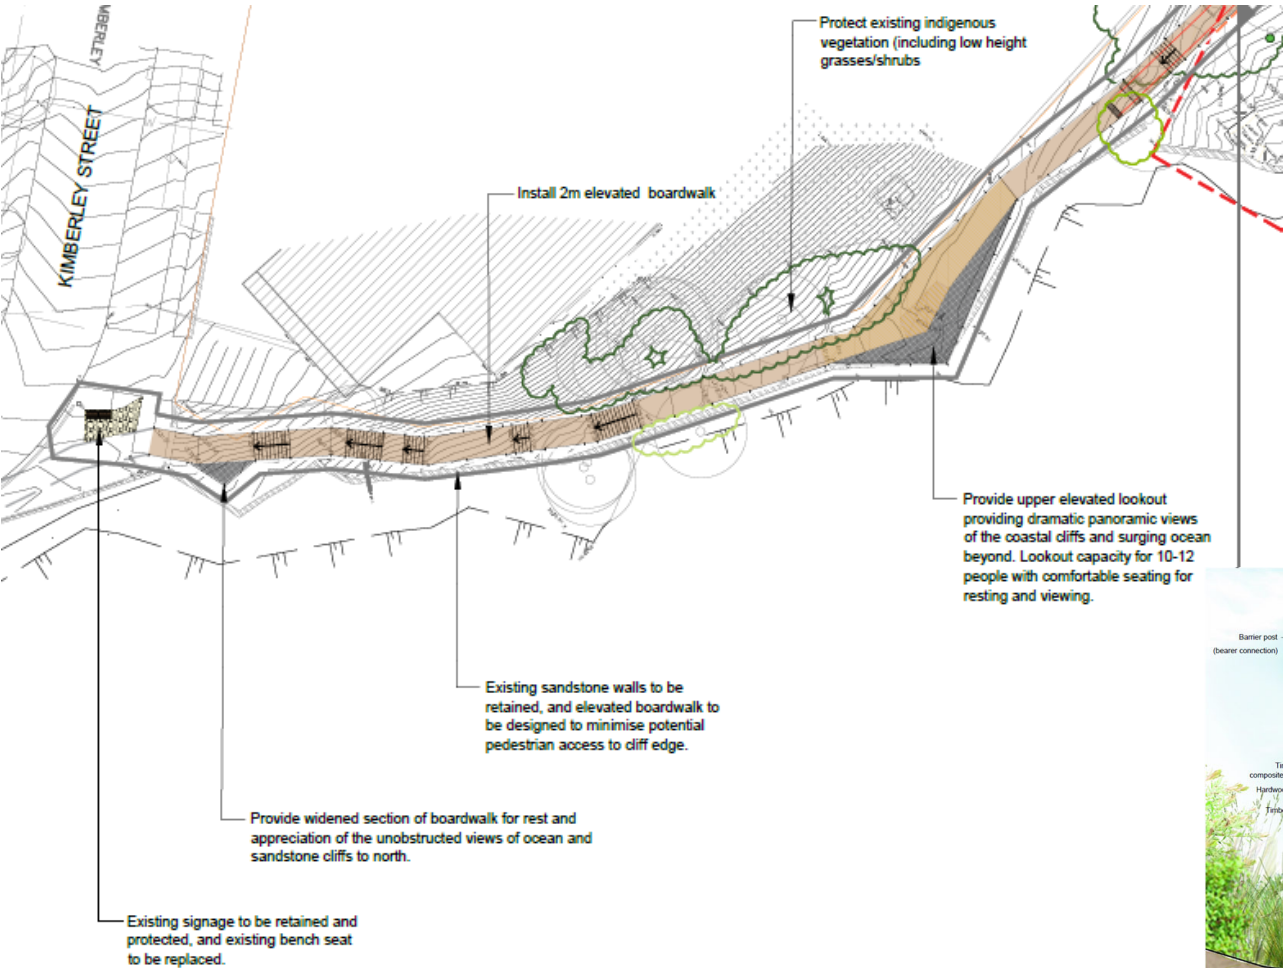 MBERLEY
KIMBERLEY STREET
Protect existing indigenous
vegetation (including low height
grasses/shrubs
Install 2m elevated boardwalk
Provide upper elevated lookout
providing dramatic panoramic views
of the coastal cliffs and surging ocean
beyond. Lookout capacity for 10-12
people with comfortable seating for
resting and viewing.
Barrier post
(bearer connection)
Existing sandstone walls to be
retained, and elevated boardwalk to
be designed to minimise potential
pedestrian access to cliff edge.
composite
Provide widened section of boardwalk for rest and
appreciation of the unobstructed views of ocean and
sandstone cliffs to north.
Existing signage to be retained and
protected, and existing bench seat
to be replaced.